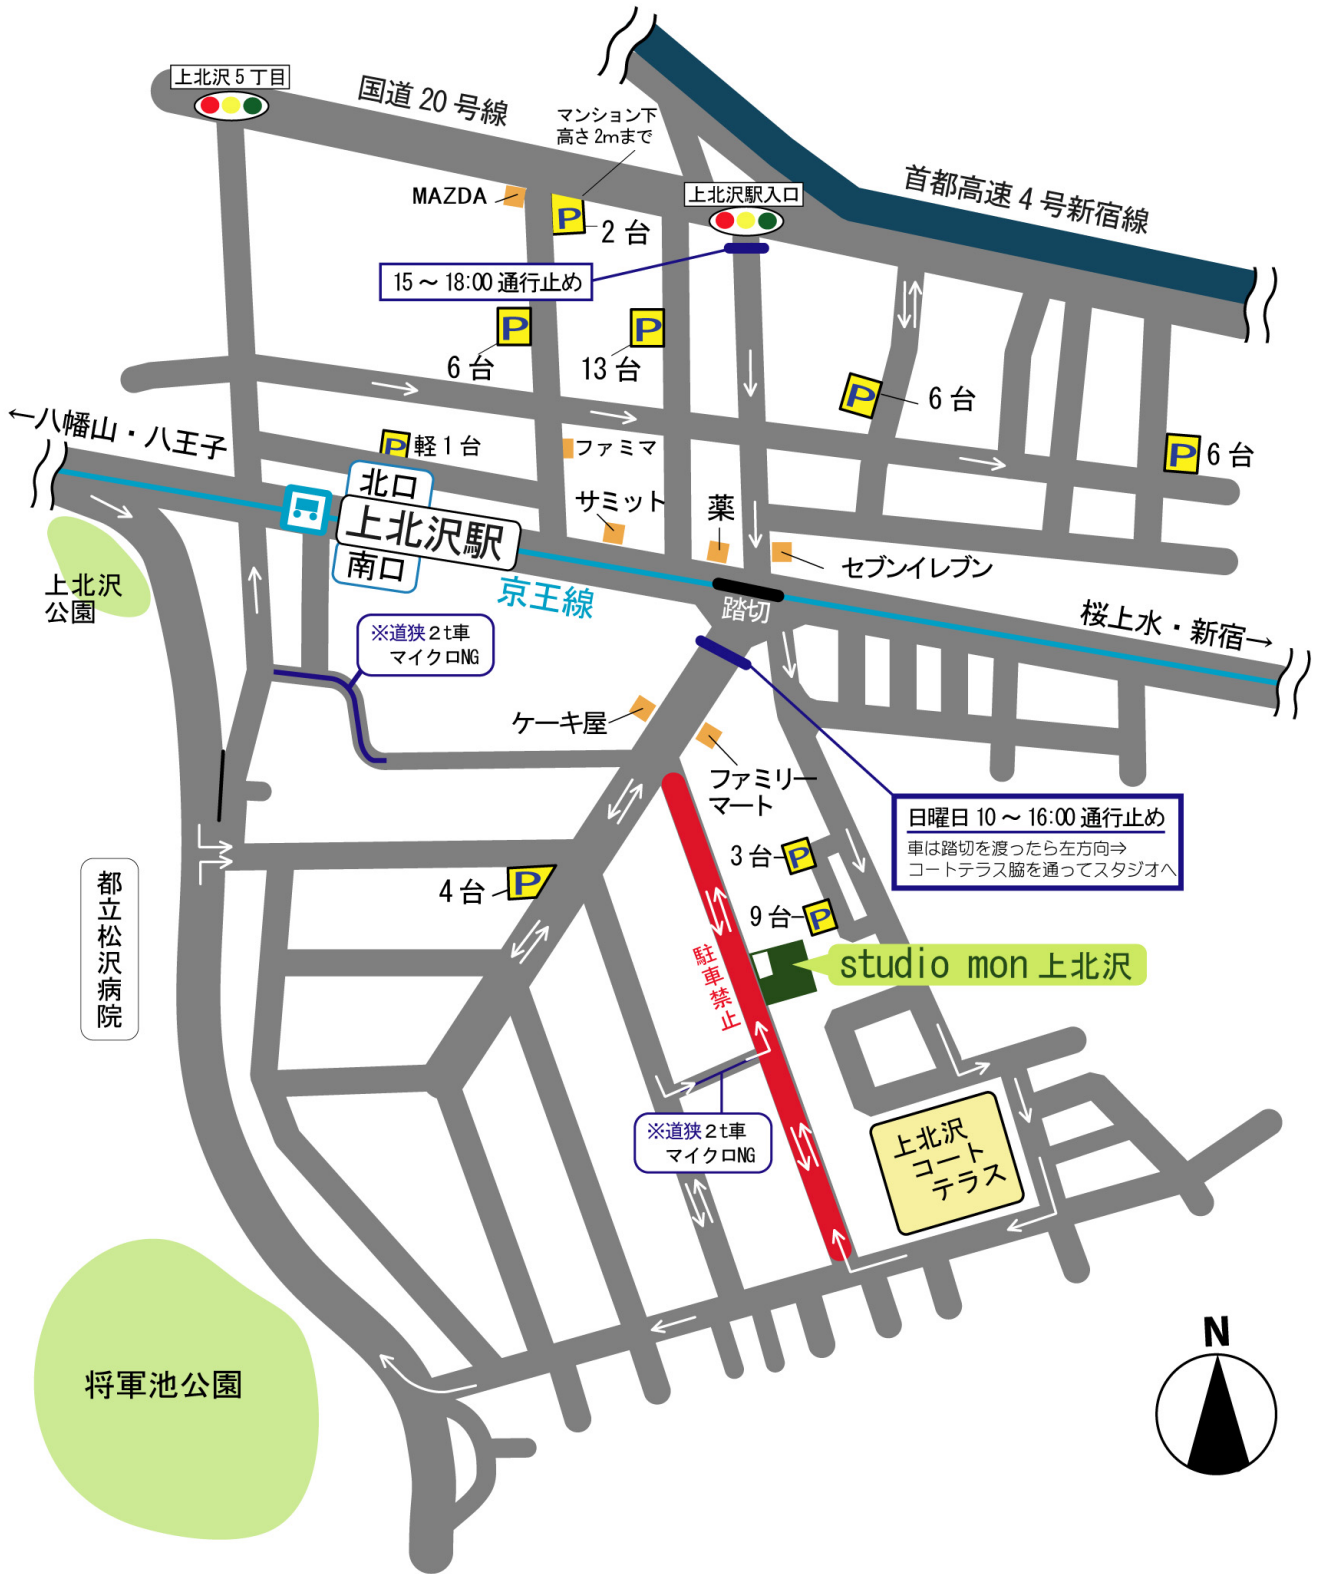 上北沢5丁目
国道20号線
マンション下
高さ2mまで
MAZDA
P
2台
上北沢駅入口
首都高速4号新宿線
15～18:00通行止め
P
6台
P
13台
P
6台
P
6台
←八幡山・八王子
P
軽1台
ファミマ
北口
上北沢駅
南口
サミット
薬
セブンイレブン
京王線
踏切
桜上水・新宿→
上北沢
公園
※道狭2t車
マイクロNG
ケーキ屋
ファミリー
マート
日曜日10～16:00通行止め
車は踏切を渡ったら左方向⇒
コートテラス脇を通ってスタジオへ
3台
P
4台
P
9台
P
都立松沢病院
駐車禁止
studio mon 上北沢
※道狭2t車
マイクロNG
上北沢
コート
テラス
将軍池公園
N